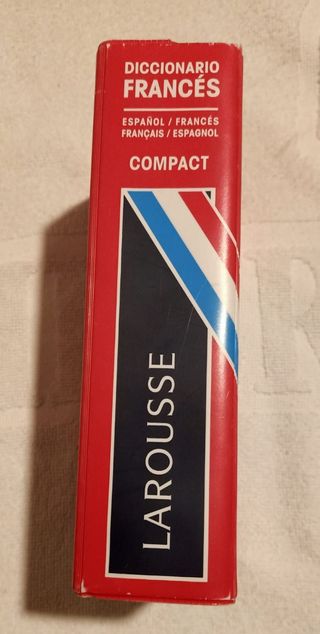 DICCIONARIO
FRANCÉS
ESPAÑOL / FRANCÉS
FRANÇAIS / ESPAGNOL
COMPACT
LAROUSSE